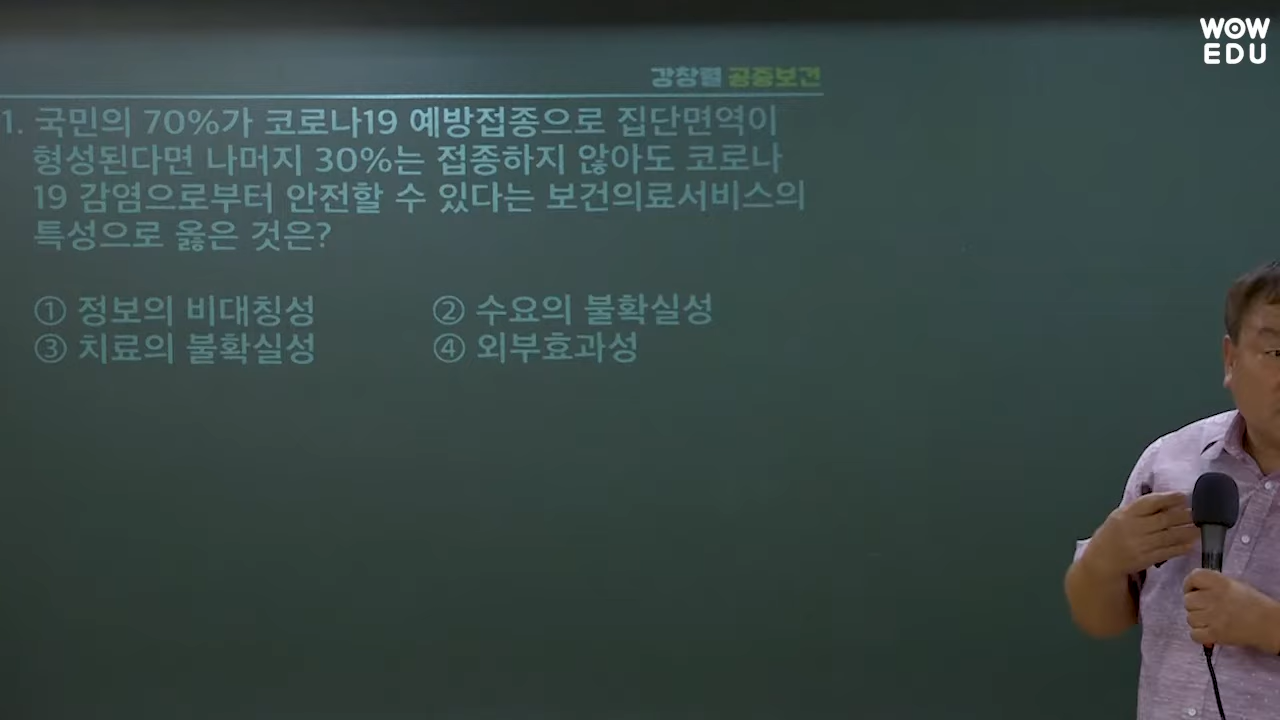 WOW
EDU
강창렬 공중보건
1. 국민의 70%가 코로나19 예방접종으로 집단면역이
형성된다면 나머지 30%는 접종하지 않아도 코로나
19 감염으로부터 안전할 수 있다는 보건의료서비스의
특성으로 옳은 것은?
① 정보의 비대칭성 ② 수요의 불확실성
③ 치료의 불확실성 ④ 외부효과성